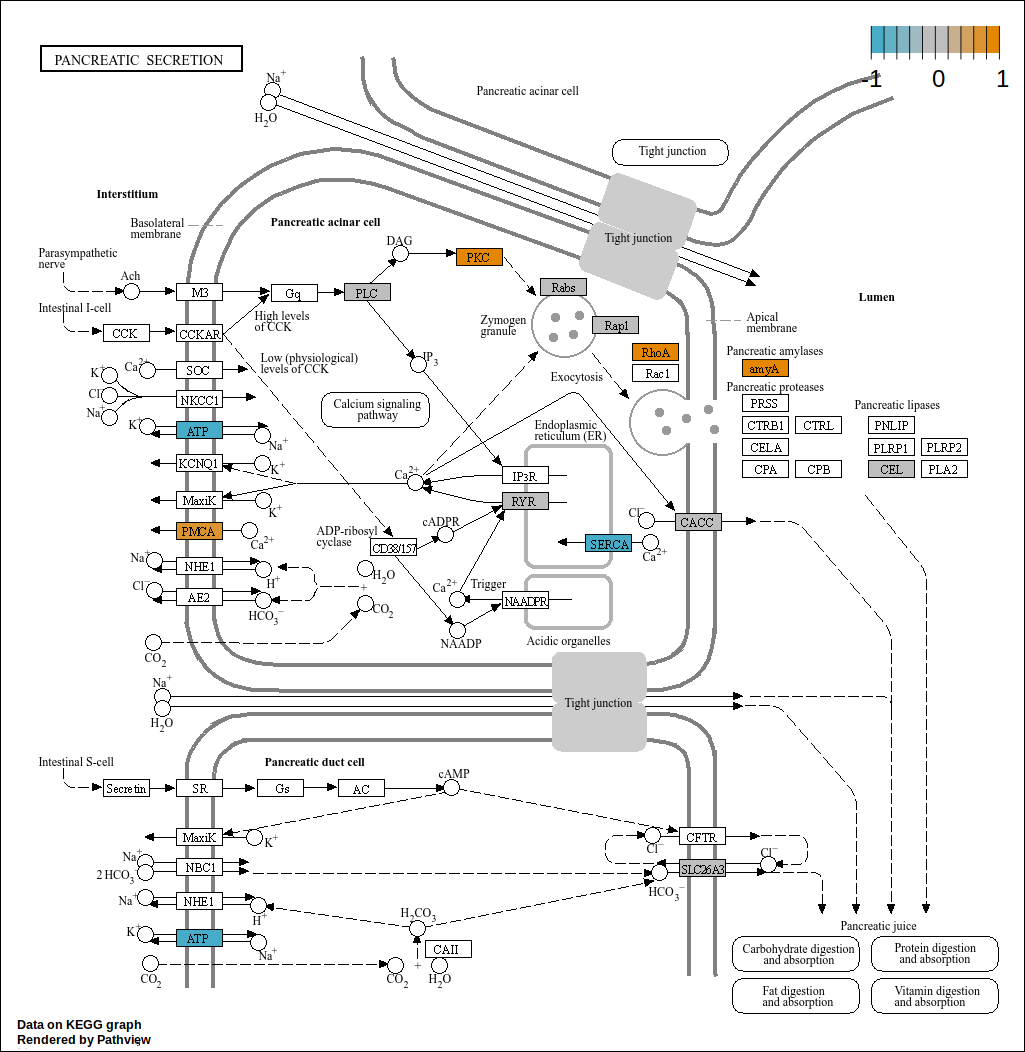 PANCREATIC SECRETION
-1 0 1
Na+
H2O
Pancreatic acinar cell
Tight junction
Interstitium
Basolateral
membrane
Pancreatic acinar cell
Tight junction
Parasympathetic
nerve
Ach
M3
Gq
PLC
DAG
PKC
Rabs
Rap1
Zymogen
granule
Lumen
Apical
membrane
Intestinal I-cell
CCK
CCKAR
High levels
of CCK
Low (physiological)
levels of CCK
IP3
RhoA
Rac1
Exocytosis
Pancreatic amylases
amyA
Pancreatic proteases
PRSS
CTRB1
CTRL
CELA
CPA
CPB
Pancreatic lipases
PNLIP
PLRP1
PLRP2
CEL
PLA2
Ca2+
SOC
K+
Cl−
Na+
NKCC1
Calcium signaling
pathway
K+
ATP
Na+
Endoplasmic
reticulum (ER)
KCNQ1
K+
Ca2+
IP3R
MaxiK
K+
RYR
PMCA
Ca2+
ADP-ribosyl
cyclase
cADPR
CD38/157
Cl−
CACC
SERCA
Ca2+
Na+
NHE1
H+
H2O
+
CO2
Cl−
AE2
HCO3−
Ca2+
Trigger
NAADPR
NAADP
Acidic organelles
CO2
Na+
H2O
Tight junction
Intestinal S-cell
Pancreatic duct cell
Secretin
SR
Gs
AC
cAMP
MaxiK
K+
Cl−
CFTR
Cl−
Na+
2 HCO3−
NBC1
HCO3−
SLC26A3
Na+
NHE1
H+
H2CO3
K+
ATP
Na+
CAII
+
CO2
CO2
H2O
Pancreatic juice
Carbohydrate digestion
and absorption
Protein digestion
and absorption
Fat digestion
and absorption
Vitamin digestion
and absorption
Data on KEGG graph
Rendered by Pathview